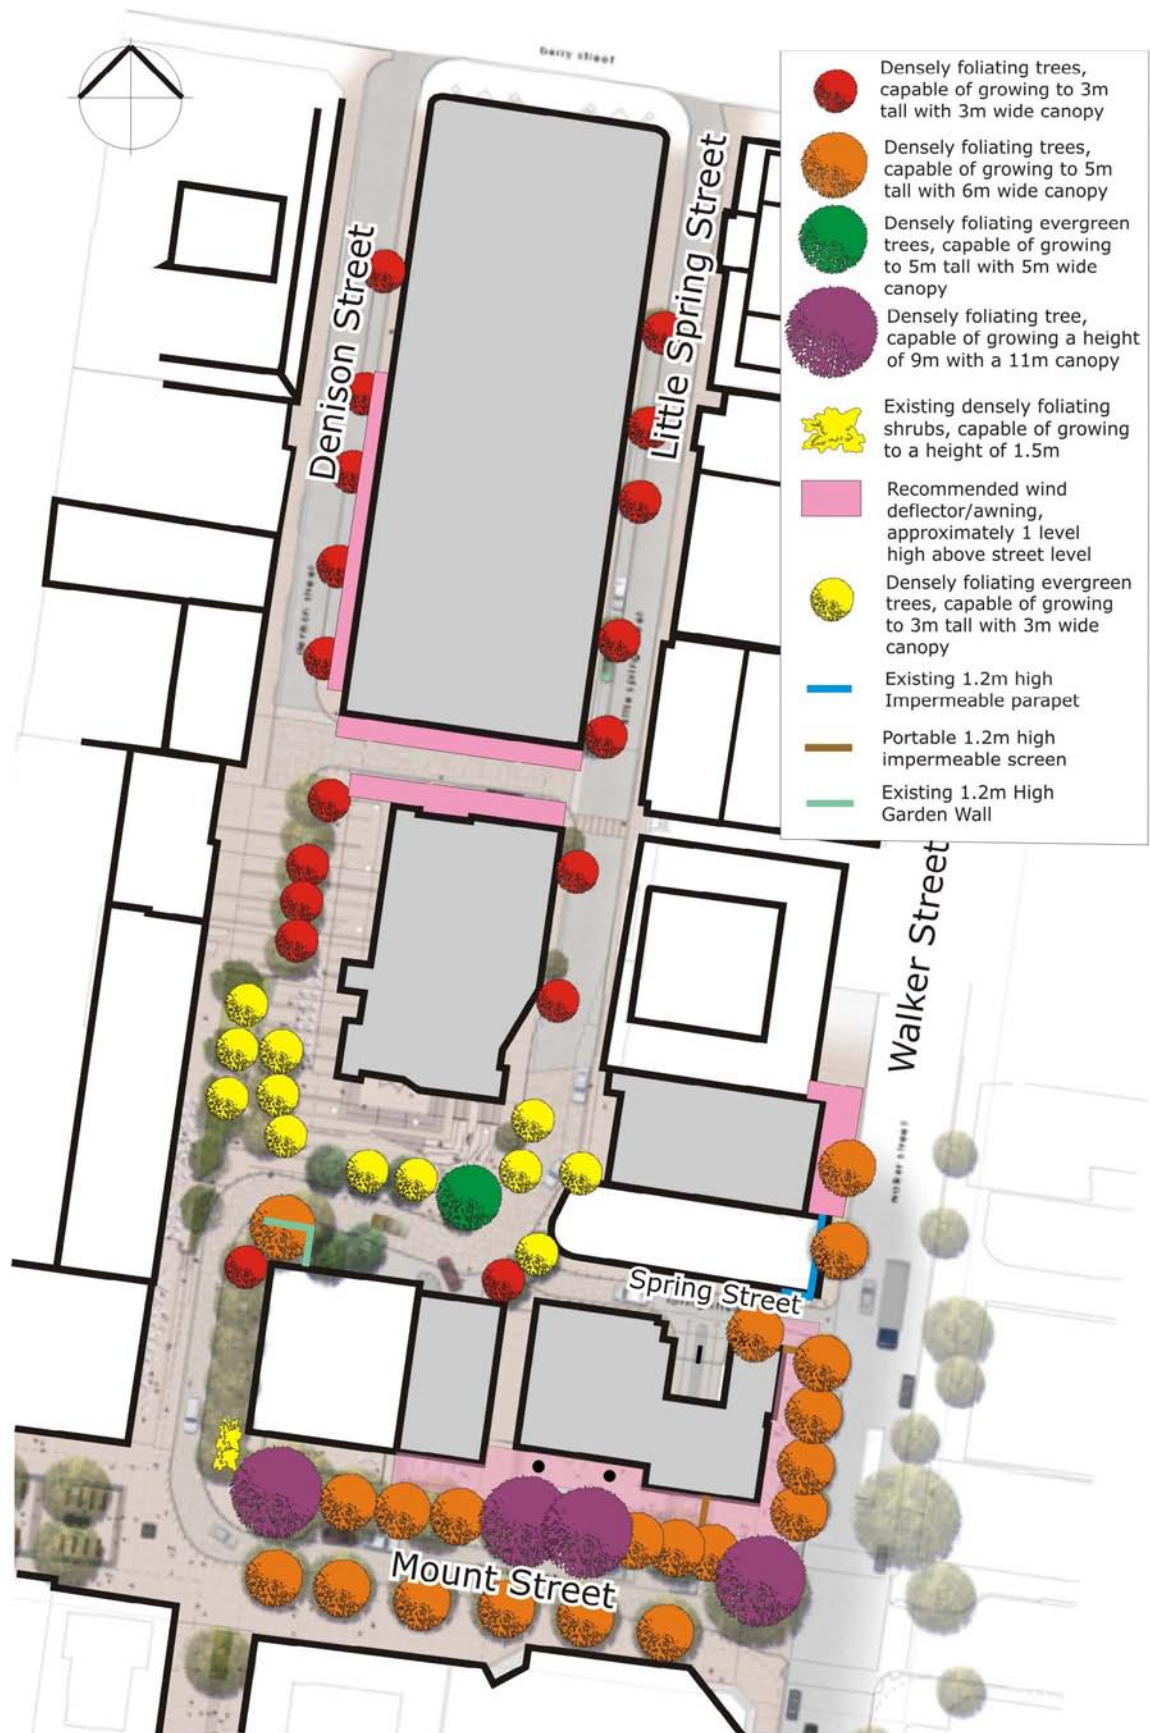 berry street
Densely foliating trees,
capable of growing to 3m
tall with 3m wide canopy
Densely foliating trees,
capable of growing to 5m
tall with 6m wide canopy
Densely foliating evergreen
trees, capable of growing
to 5m tall with 5m wide
canopy
Densely foliating tree,
capable of growing a height
of 9m with a 11m canopy
Existing densely foliating
shrubs, capable of growing
to a height of 1.5m
Recommended wind
deflector/awning,
approximately 1 level
high above street level
Densely foliating evergreen
trees, capable of growing
to 3m tall with 3m wide
canopy
Existing 1.2m high
Impermeable parapet
Portable 1.2m high
impermeable screen
Existing 1.2m High
Garden Wall
Denison Street
Little Spring Street
Walker Street
walker street
Spring Street
Mount Street